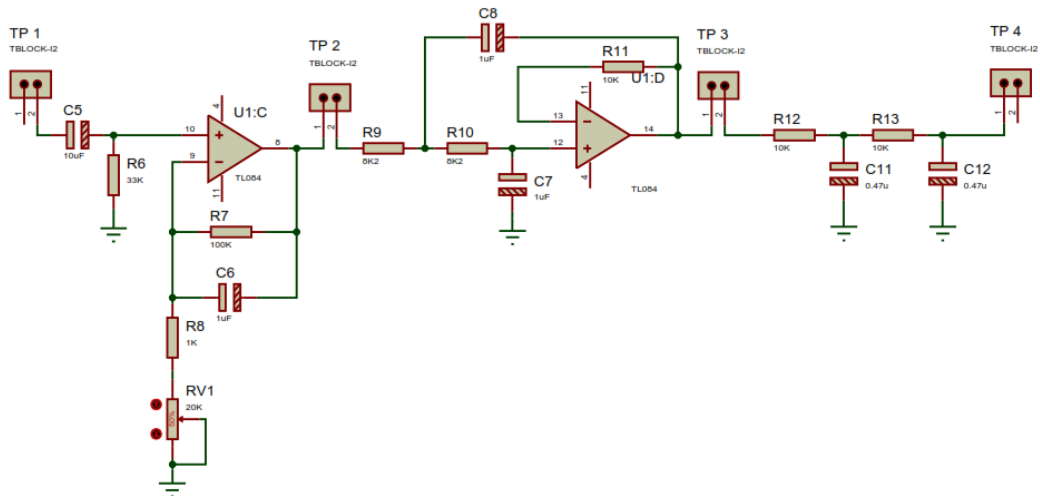 TP 1
TBLOCK-I2
1
2
C5
10uF
R6
33K
4
U1:C
10
9
8
11
TL084
R7
100K
C6
1uF
R8
1K
RV1
20K
50%
TP 2
TBLOCK-I2
1
2
R9
8K2
R10
8K2
C8
1uF
C7
1uF
R11
10K
U1:D
11
13
12
14
4
TL084
TP 3
TBLOCK-I2
1
2
R12
10K
R13
10K
C11
0.47u
C12
0.47u
TP 4
TBLOCK-I2
1
2